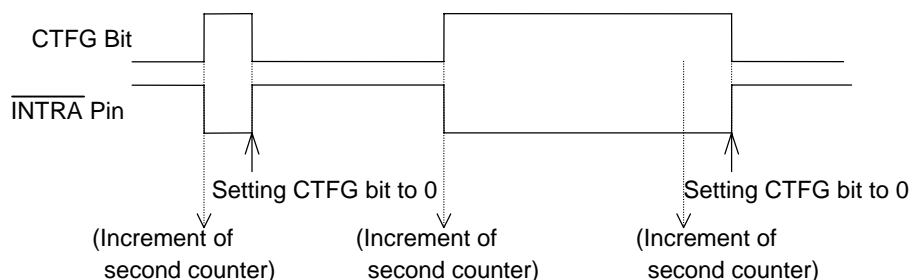 CTFG Bit
INTRA Pin
Setting CTFG bit to 0
Setting CTFG bit to 0
(Increment of
second counter)
(Increment of
second counter)
(Increment of
second counter)